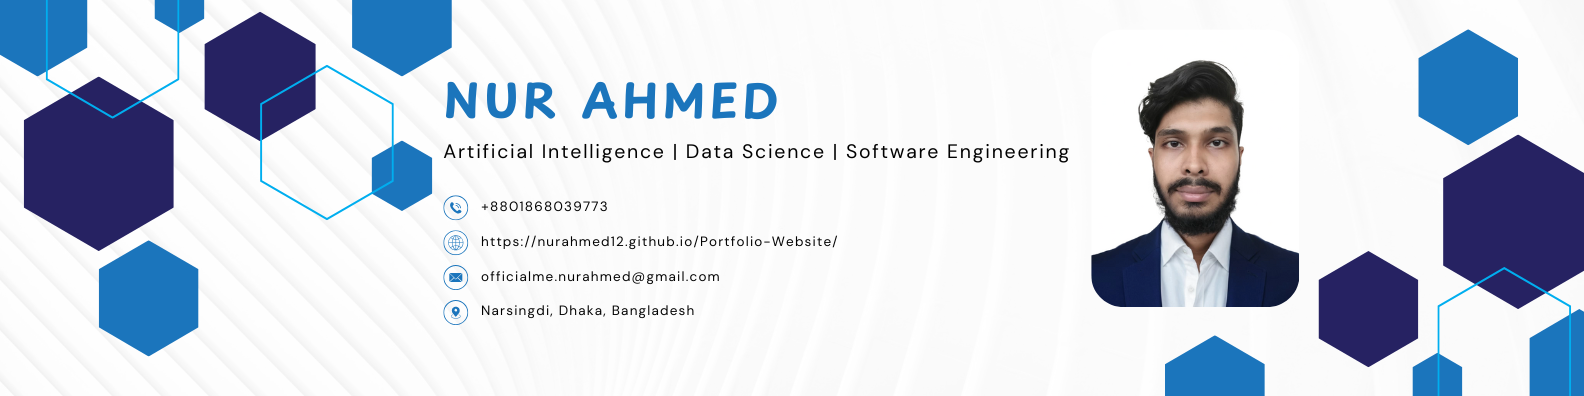 NUR AHMED
Artificial Intelligence | Data Science | Software Engineering
+8801868039773
https://nurahmed12.github.io/Portfolio-Website/
officialme.nurahmed@gmail.com
Narsingdi, Dhaka, Bangladesh